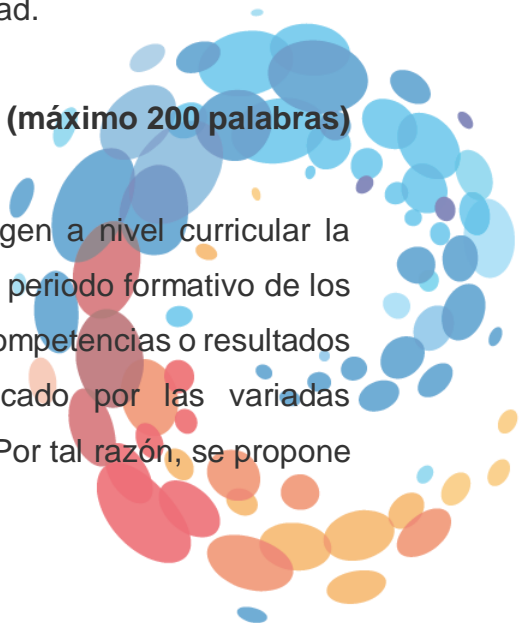 ad.
(máximo 200 palabras)
gen a nivel curricular la
periodo formativo de los
ompetencias o resultados
cado por las variadas
Por tal razón, se propone